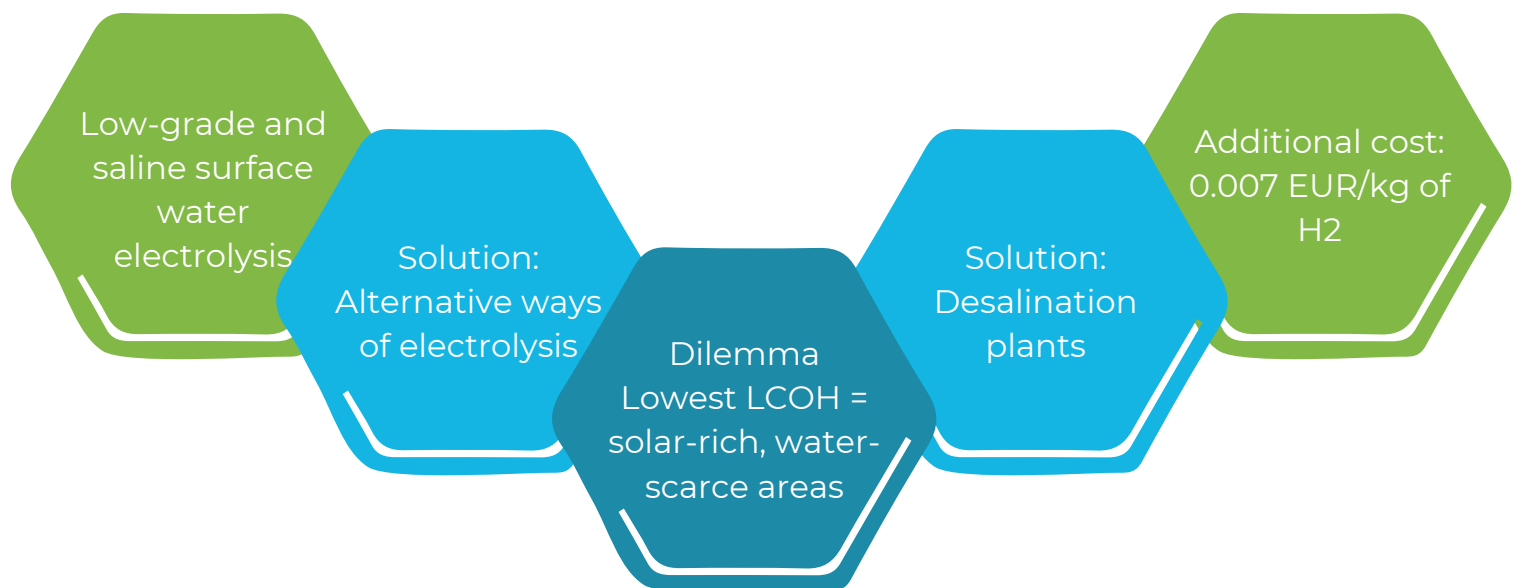 Low-grade and
saline surface
water
electrolysis
Solution:
Alternative ways
of electrolysis
Dilemma
Lowest LCOH =
solar-rich, water-
scarce areas
Solution:
Desalination
plants
Additional cost:
0.007 EUR/kg of
H2